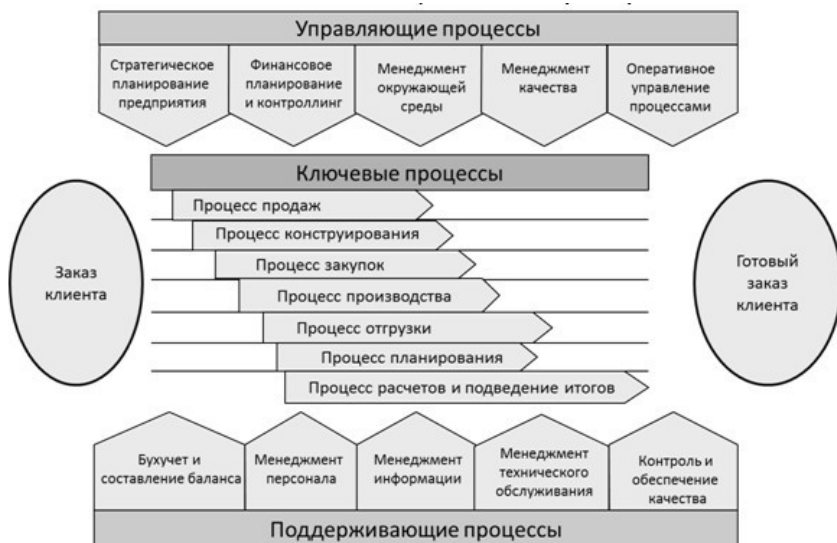 Управляющие процессы
Стратегическое
планирование
предприятия
Финансовое
планирование
и контроллинг
Менеджмент
окружающей
среды
Менеджмент
качества
Оперативное
управление
процессами
Ключевые процессы
Процесс продаж
Процесс конструирования
Процесс закупок
Процесс производства
Процесс отгрузки
Процесс планирования
Процесс расчетов и подведение итогов
Заказ
клиента
Готовый
заказ
клиента
Бухучет и
составление баланса
Менеджмент
персонала
Менеджмент
информации
Менеджмент
технического
обслуживания
Контроль и
обеспечение
качества
Поддерживающие процессы